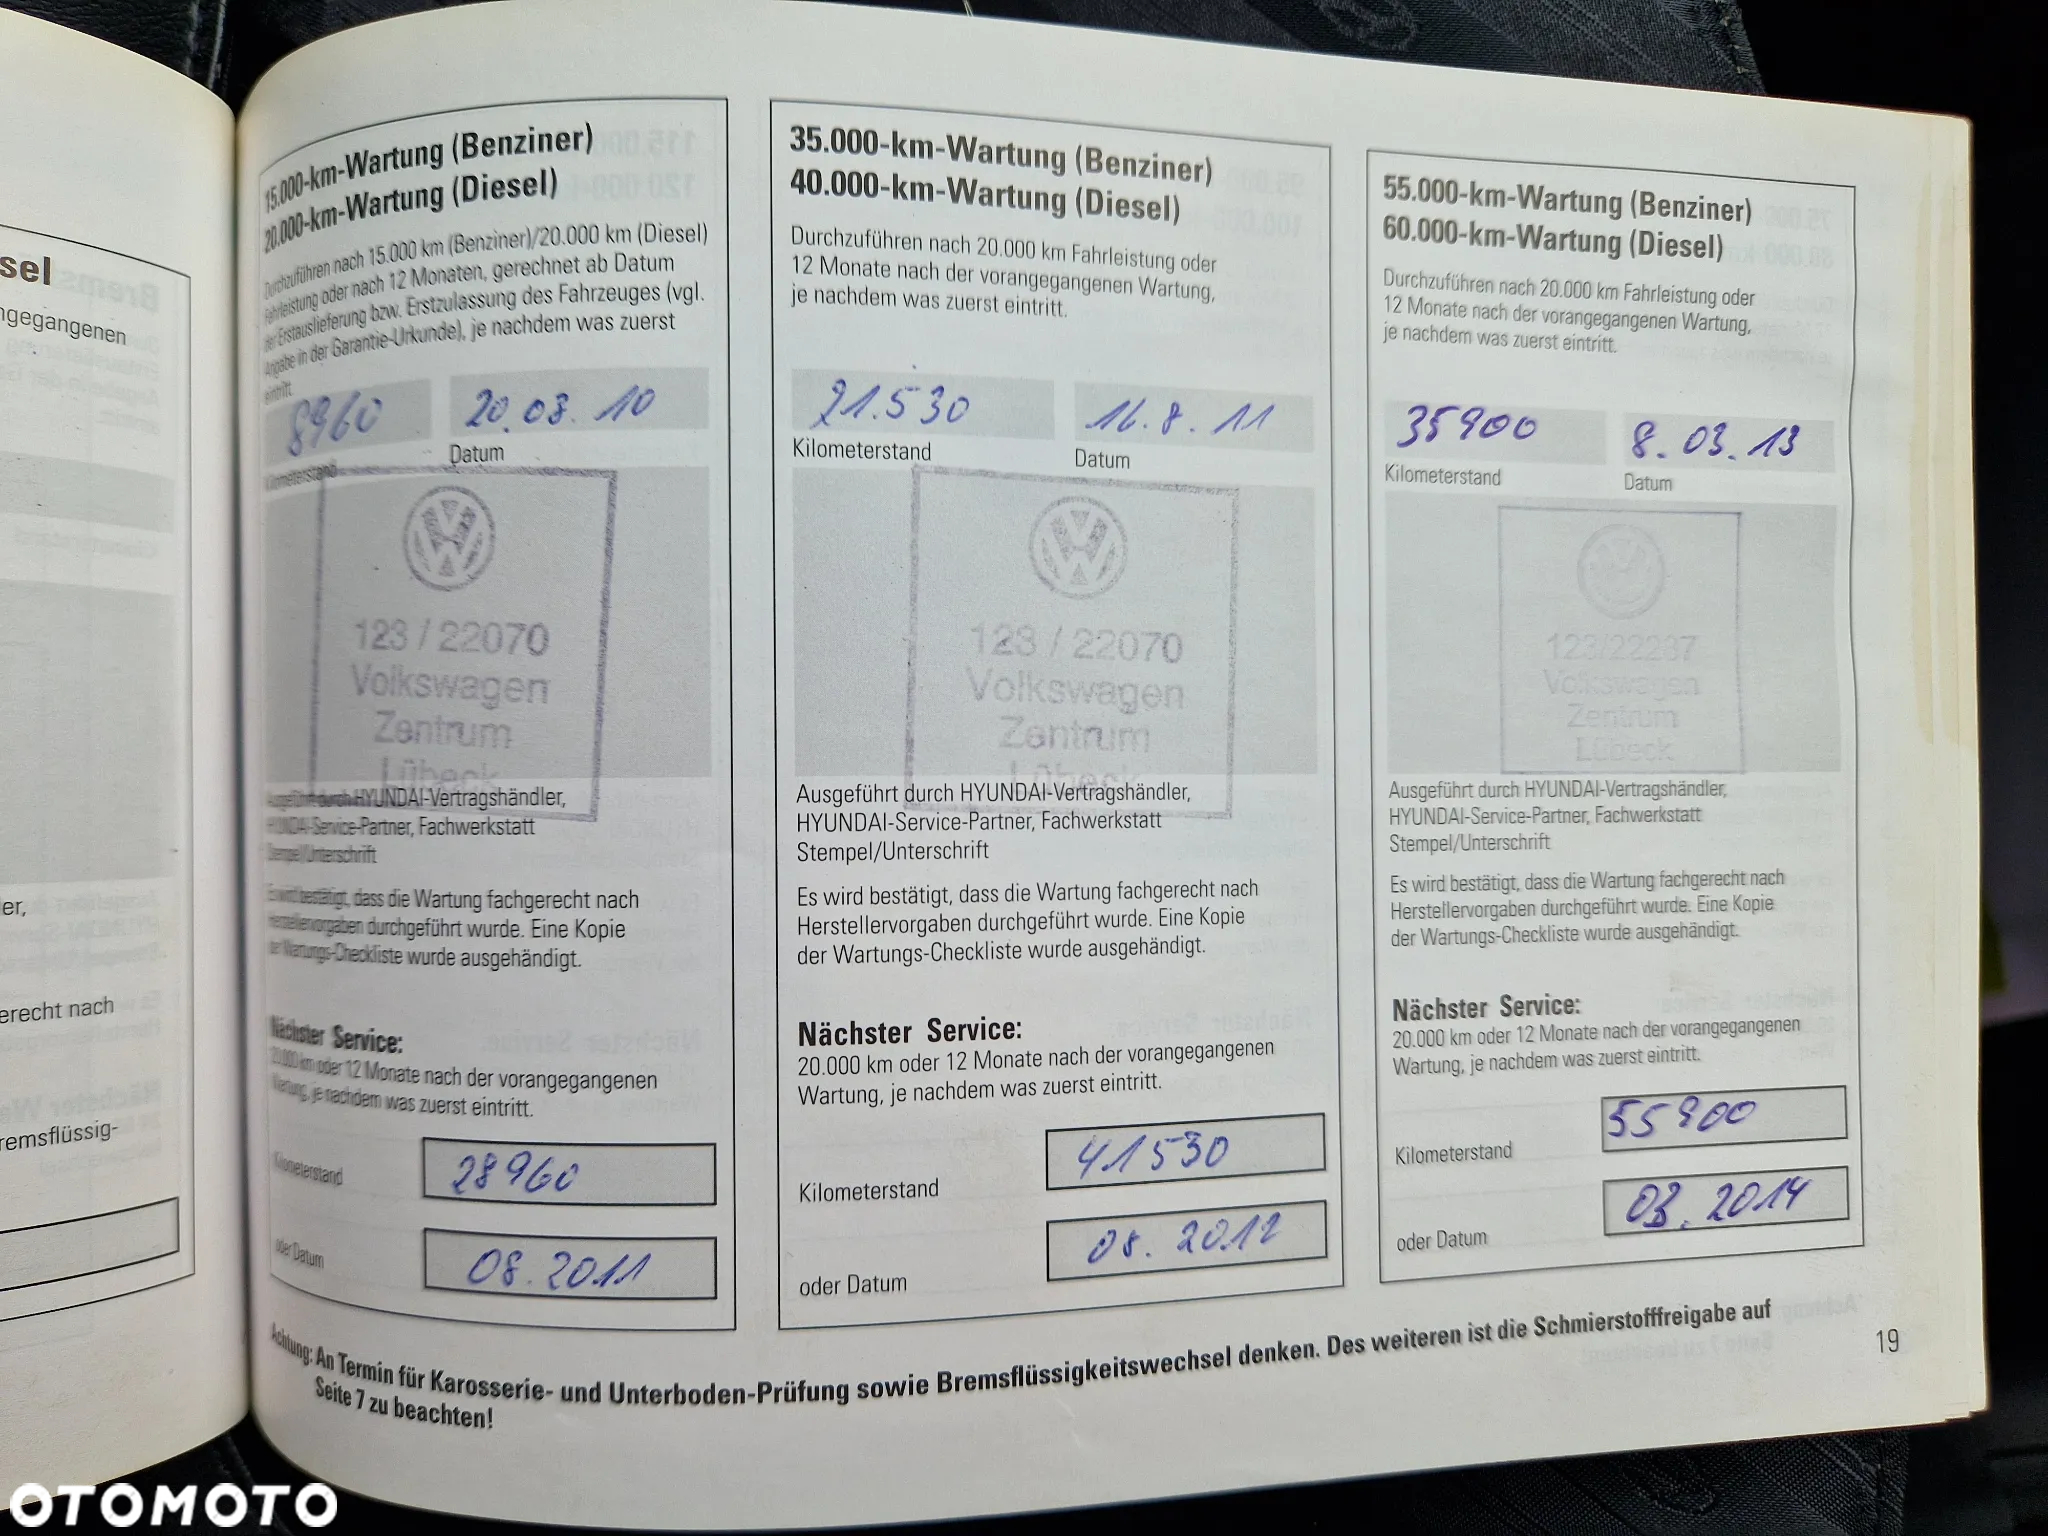 sel
ngegangenen
er,
erecht nach
remsflüssig-
15.000-km-Wartung (Benziner)
20.000-km-Wartung (Diesel)
Durchzuführen nach 15.000 km (Benziner)/20.000 km (Diesel)
Fahrleistung oder nach 12 Monaten, gerechnet ab Datum
der Erstauslieferung bzw. Erstzulassung des Fahrzeuges (vgl.
Angabe in der Garantie-Urkunde), je nachdem was zuerst
eintritt.
8960
20.08.10
Kilometerstand
Datum
123 / 22070
Volkswagen
Zentrum
Lübeck
Ausgeführt durch HYUNDAI-Vertragshändler,
HYUNDAI-Service-Partner, Fachwerkstatt
Stempel/Unterschrift
Es wird bestätigt, dass die Wartung fachgerecht nach
Herstellervorgaben durchgeführt wurde. Eine Kopie
der Wartungs-Checkliste wurde ausgehändigt.
Nächster Service:
20.000 km oder 12 Monate nach der vorangegangenen
Wartung, je nachdem was zuerst eintritt.
Kilometerstand
28960
oder Datum
08.2011
35.000-km-Wartung (Benziner)
40.000-km-Wartung (Diesel)
Durchzuführen nach 20.000 km Fahrleistung oder
12 Monate nach der vorangegangenen Wartung,
je nachdem was zuerst eintritt.
21.530
16.8.11
Kilometerstand
Datum
123 / 22070
Volkswagen
Zentrum
Lübeck
Ausgeführt durch HYUNDAI-Vertragshändler,
HYUNDAI-Service-Partner, Fachwerkstatt
Stempel/Unterschrift
Es wird bestätigt, dass die Wartung fachgerecht nach
Herstellervorgaben durchgeführt wurde. Eine Kopie
der Wartungs-Checkliste wurde ausgehändigt.
Nächster Service:
20.000 km oder 12 Monate nach der vorangegangenen
Wartung, je nachdem was zuerst eintritt.
Kilometerstand
41530
oder Datum
08.2012
55.000-km-Wartung (Benziner)
60.000-km-Wartung (Diesel)
Durchzuführen nach 20.000 km Fahrleistung oder
12 Monate nach der vorangegangenen Wartung,
je nachdem was zuerst eintritt.
35900
8.03.13
Kilometerstand
Datum
123/22237
Volkswagen
Zentrum
Lübeck
Ausgeführt durch HYUNDAI-Vertragshändler,
HYUNDAI-Service-Partner, Fachwerkstatt
Stempel/Unterschrift
Es wird bestätigt, dass die Wartung fachgerecht nach
Herstellervorgaben durchgeführt wurde. Eine Kopie
der Wartungs-Checkliste wurde ausgehändigt.
Nächster Service:
20.000 km oder 12 Monate nach der vorangegangenen
Wartung, je nachdem was zuerst eintritt.
Kilometerstand
55900
oder Datum
03.2014
Achtung: An Termin für Karosserie- und Unterboden-Prüfung sowie Bremsflüssigkeitswechsel denken. Des weiteren ist die Schmierstofffreigabe auf
Seite 7 zu beachten!
19
OTOMOTO